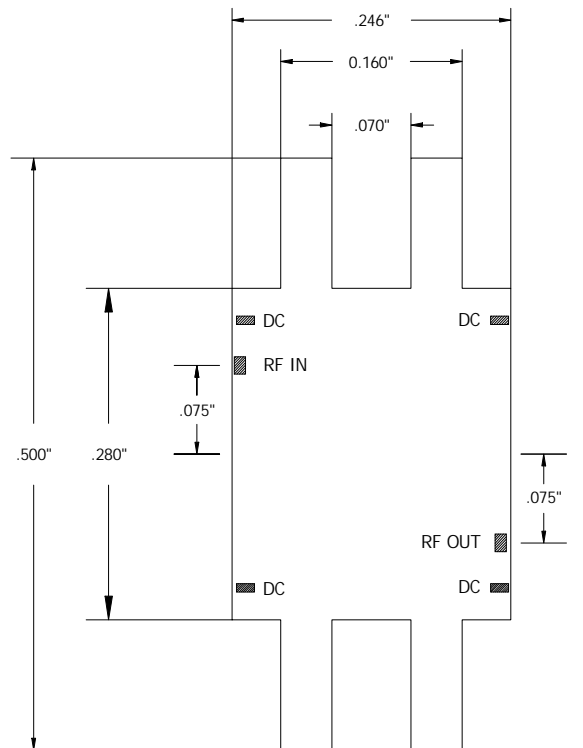 .246"
0.160"
.070"
DC DC
RF IN
.075"
.500" .280"
.075"
RF OUT
DC DC